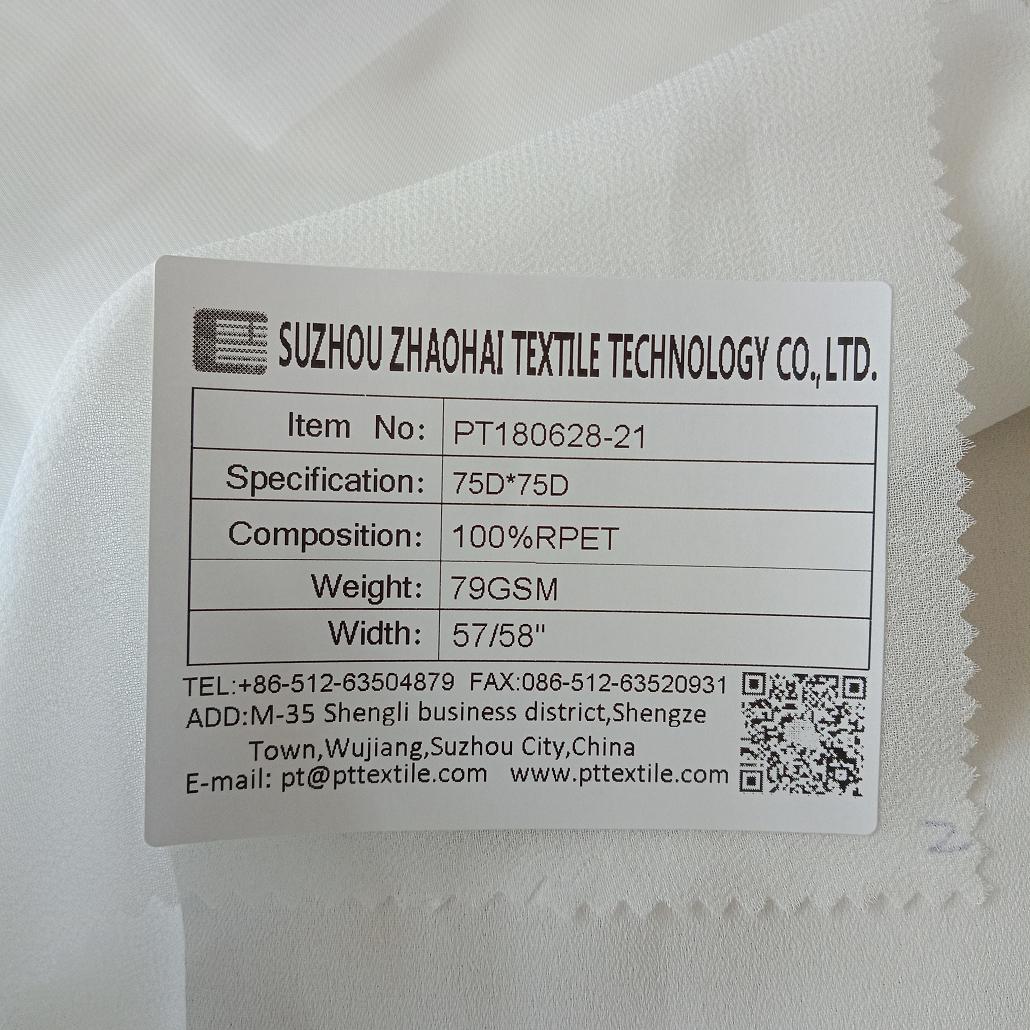 SUZHOU ZHAOHAI TEXTILE TECHNOLOGY CO.,LTD.
Item No: PT180628-21
Specification: 75D*75D
Composition: 100%RPET
Weight: 79GSM
Width: 57/58"
TEL:+86-512-63504879 FAX:086-512-63520931
ADD:M-35 Shengli business district,Shengze
Town,Wujiang,Suzhou City,China
E-mail: pt@pttextile.com www.pttextile.com